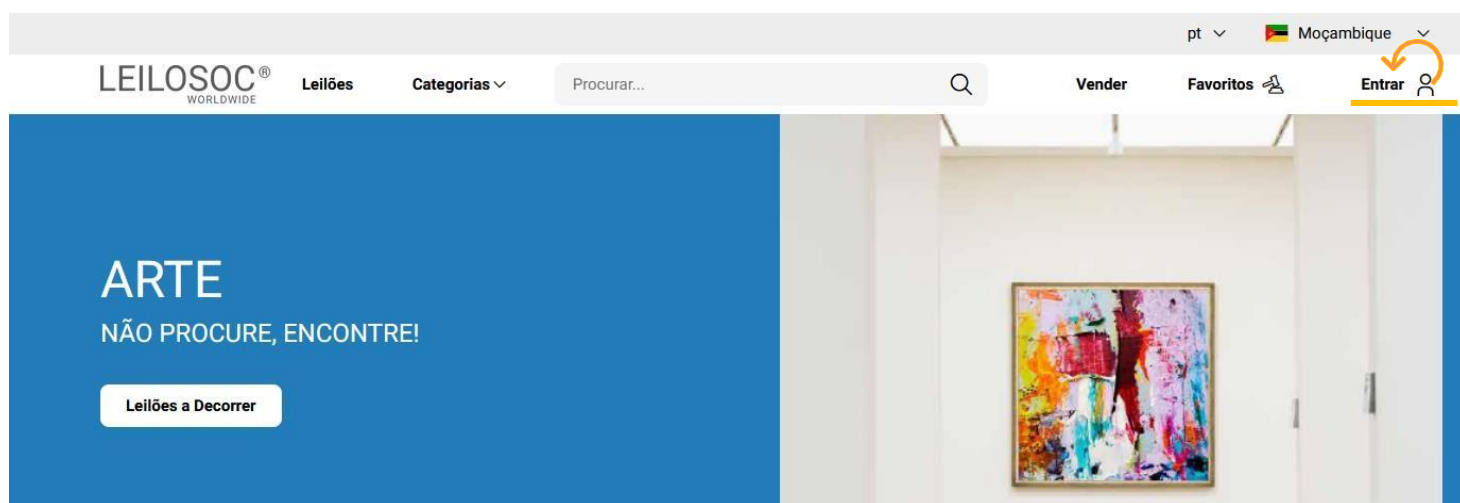 pt Moçambique
LEILOSOC® Leilões Categorias Procurar... Vender Favoritos Entrar
WORLDWIDE
ARTE
NÃO PROCURE, ENCONTRE!
Leilões a Decorrer